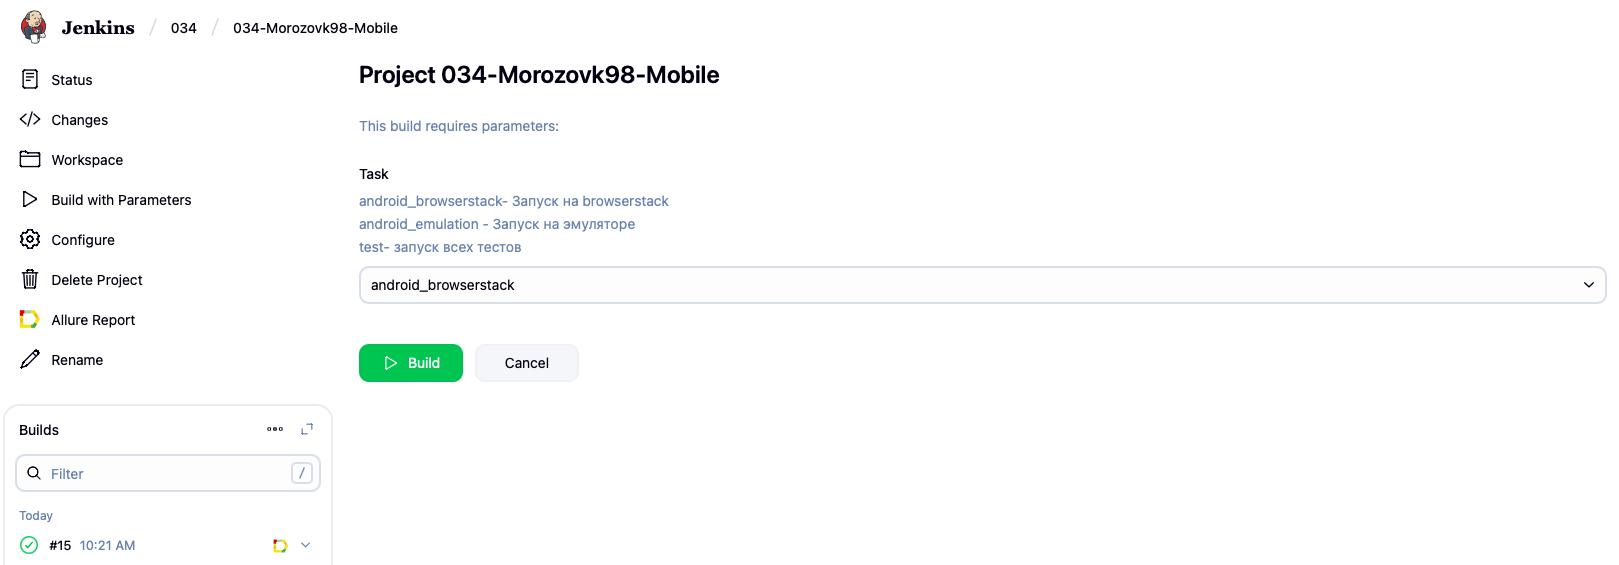 Jenkins / 034 / 034-Morozovk98-Mobile
Status
Changes
Workspace
Build with Parameters
Configure
Delete Project
Allure Report
Rename
Builds
Filter /
Today
#15 10:21 AM
Project 034-Morozovk98-Mobile
This build requires parameters:
Task
android_browserstack- Запуск на browserstack
android_emulation - Запуск на эмуляторе
test- запуск всех тестов
android_browserstack
Build Cancel